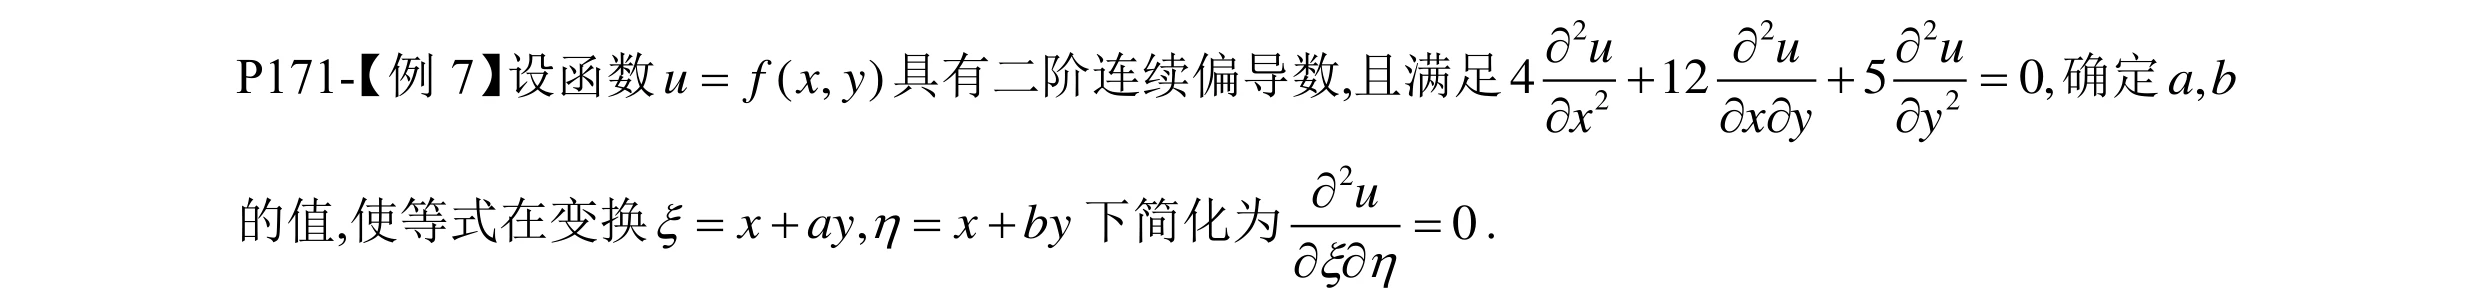 P171-【例 7】设函数 $u = f(x, y)$ 具有二阶连续偏导数,且满足 $4\frac{\partial^2 u}{\partial x^2} + 12\frac{\partial^2 u}{\partial x \partial y} + 5\frac{\partial^2 u}{\partial y^2} = 0$,确定 $a,b$
的值,使等式在变换 $\xi = x + ay, \eta = x + by$ 下简化为 $\frac{\partial^2 u}{\partial \xi \partial \eta} = 0$ .